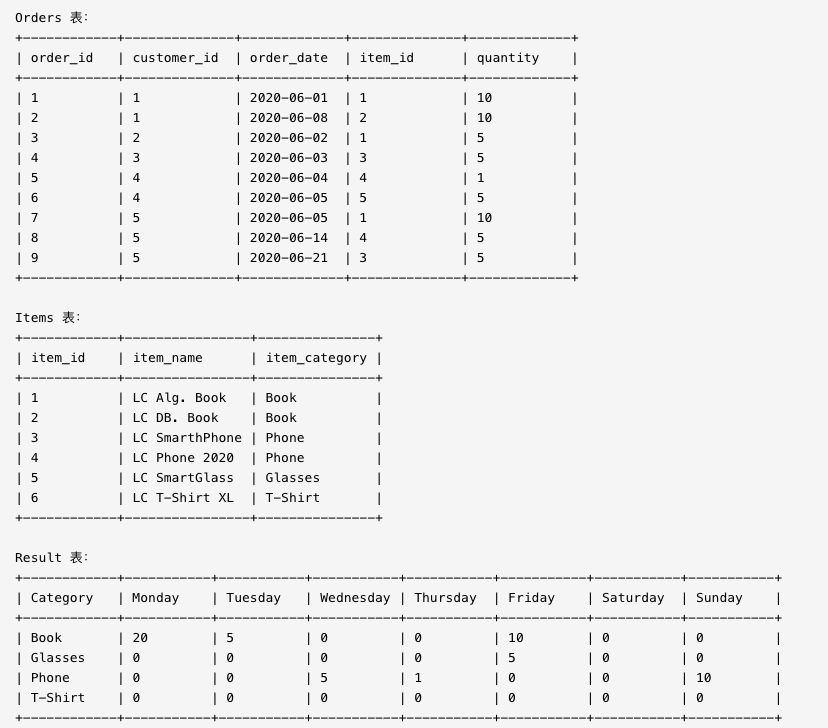 Orders 表：
+------------+--------------+-------------+--------------+-------------+
| order_id   | customer_id  | order_date  | item_id      | quantity    |
+------------+--------------+-------------+--------------+-------------+
| 1          | 1            | 2020-06-01  | 1            | 10          |
| 2          | 1            | 2020-06-08  | 2            | 10          |
| 3          | 2            | 2020-06-02  | 1            | 5           |
| 4          | 3            | 2020-06-03  | 3            | 5           |
| 5          | 4            | 2020-06-04  | 4            | 1           |
| 6          | 4            | 2020-06-05  | 5            | 5           |
| 7          | 5            | 2020-06-05  | 1            | 10          |
| 8          | 5            | 2020-06-14  | 4            | 5           |
| 9          | 5            | 2020-06-21  | 3            | 5           |
+------------+--------------+-------------+--------------+-------------+
Items 表：
+------------+----------------+---------------+
| item_id    | item_name      | item_category |
+------------+----------------+---------------+
| 1          | LC Alg. Book   | Book          |
| 2          | LC DB. Book    | Book          |
| 3          | LC SmarthPhone | Phone         |
| 4          | LC Phone 2020  | Phone         |
| 5          | LC SmartGlass  | Glasses       |
| 6          | LC T-Shirt XL  | T-Shirt       |
+------------+----------------+---------------+
Result 表：
+------------+-----------+-----------+-----------+-----------+-----------+-----------+-----------+
| Category   | Monday    | Tuesday   | Wednesday | Thursday  | Friday    | Saturday  | Sunday    |
+------------+-----------+-----------+-----------+-----------+-----------+-----------+-----------+
| Book       | 20        | 5         | 0         | 0         | 10        | 0         | 0         |
| Glasses    | 0         | 0         | 0         | 0         | 5         | 0         | 0         |
| Phone      | 0         | 0         | 5         | 1         | 0         | 0         | 10        |
| T-Shirt    | 0         | 0         | 0         | 0         | 0         | 0         | 0         |
+------------+-----------+-----------+-----------+-----------+-----------+-----------+-----------+